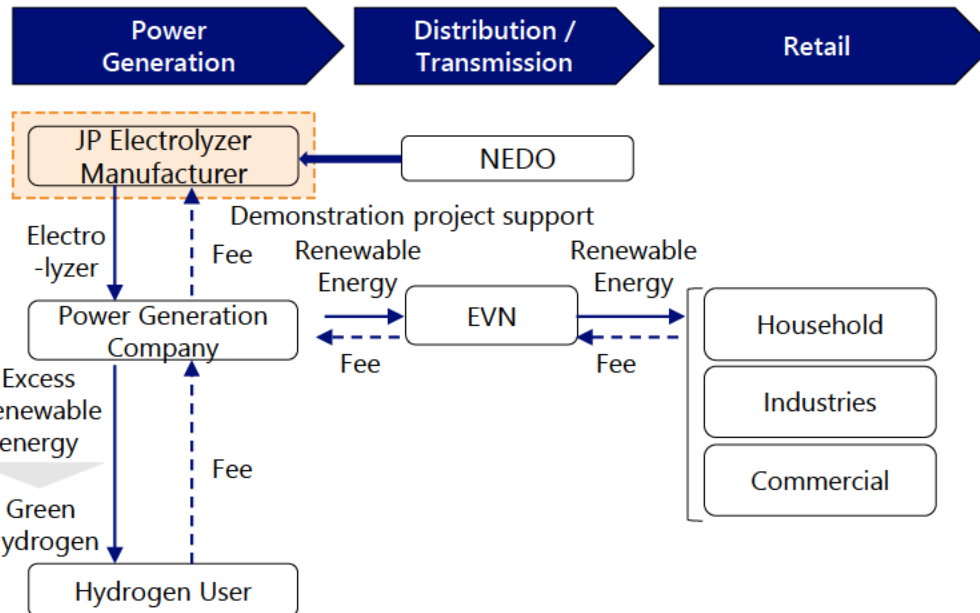 Power
Generation
Distribution /
Transmission
Retail
JP Electrolyzer
Manufacturer
NEDO
Demonstration project support
Electro
-lyzer
Fee
Renewable
Energy
Renewable
Energy
Power Generation
Company
EVN
Fee
Fee
Household
Industries
Commercial
Excess
enewable
energy
Fee
Green
ydrogen
Hydrogen User